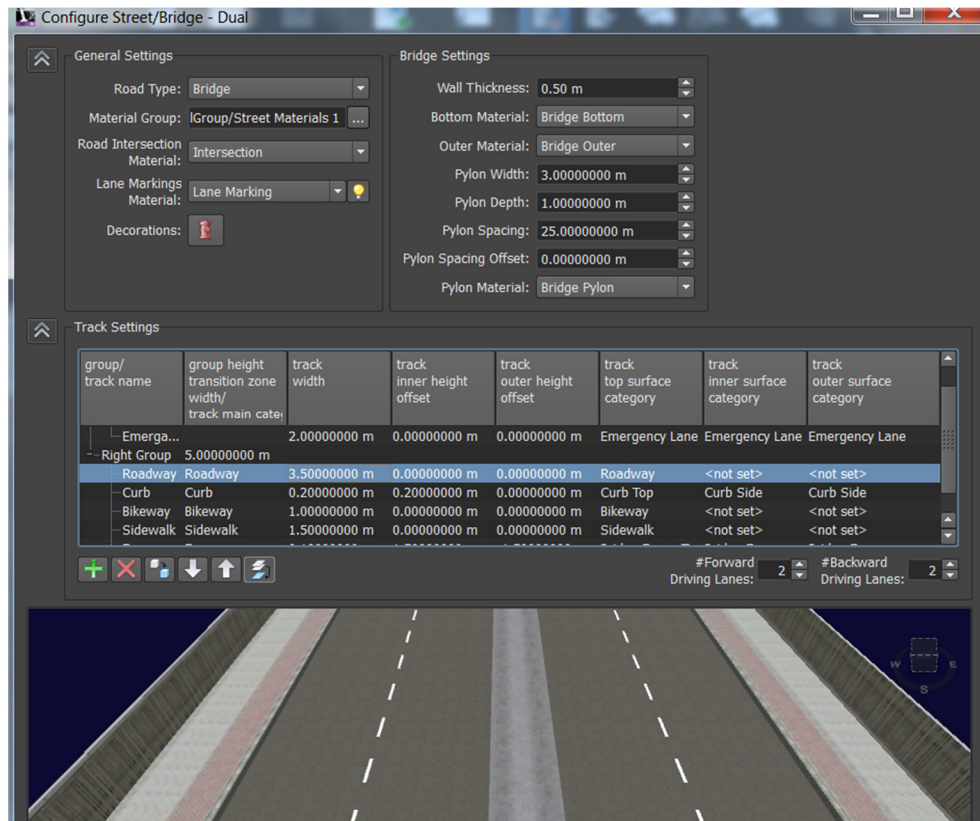 Configure Street/Bridge - Dual
General Settings
Road Type: Bridge
Material Group: lGroup/Street Materials 1 ...
Road Intersection
Material: Intersection
Lane Markings
Material: Lane Marking
Decorations:
Bridge Settings
Wall Thickness: 0.50 m
Bottom Material: Bridge Bottom
Outer Material: Bridge Outer
Pylon Width: 3.00000000 m
Pylon Depth: 1.00000000 m
Pylon Spacing: 25.00000000 m
Pylon Spacing Offset: 0.00000000 m
Pylon Material: Bridge Pylon
Track Settings
group/ group height track track track track track track
track name transition zone width inner height outer height top surface inner surface outer surface
width/ offset offset category category category
track main cate
Emerga... 2.00000000 m 0.00000000 m 0.00000000 m Emergency Lane Emergency Lane Emergency Lane
Right Group 5.00000000 m
Roadway Roadway 3.50000000 m 0.00000000 m 0.00000000 m Roadway <not set> <not set>
Curb Curb 0.20000000 m 0.20000000 m 0.00000000 m Curb Top Curb Side Curb Side
Bikeway Bikeway 1.00000000 m 0.00000000 m 0.00000000 m Bikeway <not set> <not set>
Sidewalk Sidewalk 1.50000000 m 0.00000000 m 0.00000000 m Sidewalk <not set> <not set>
#Forward
Driving Lanes: 2
#Backward
Driving Lanes: 2
W E
S